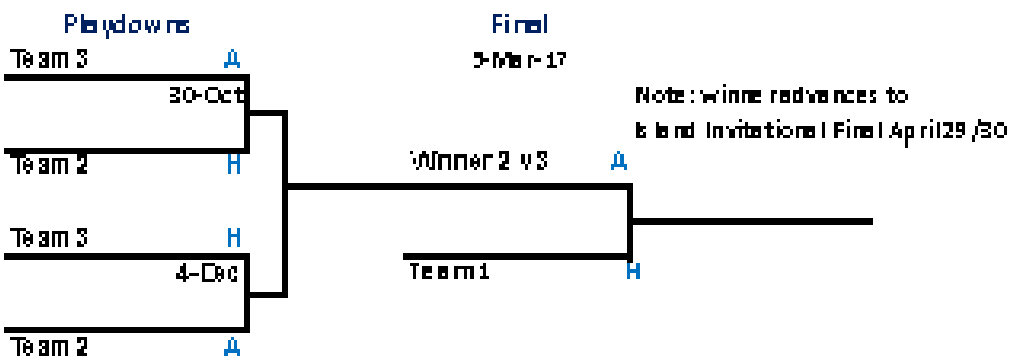 Playdowns
Final
Team 3 A
30-Oct
Team 2 H
Team 3 H
4-Dec
Team 2 A
-Mar-17
Winner 2 v 3 A
Team 1 H
Note: winner advances to
Island Invitational Final April 29/30